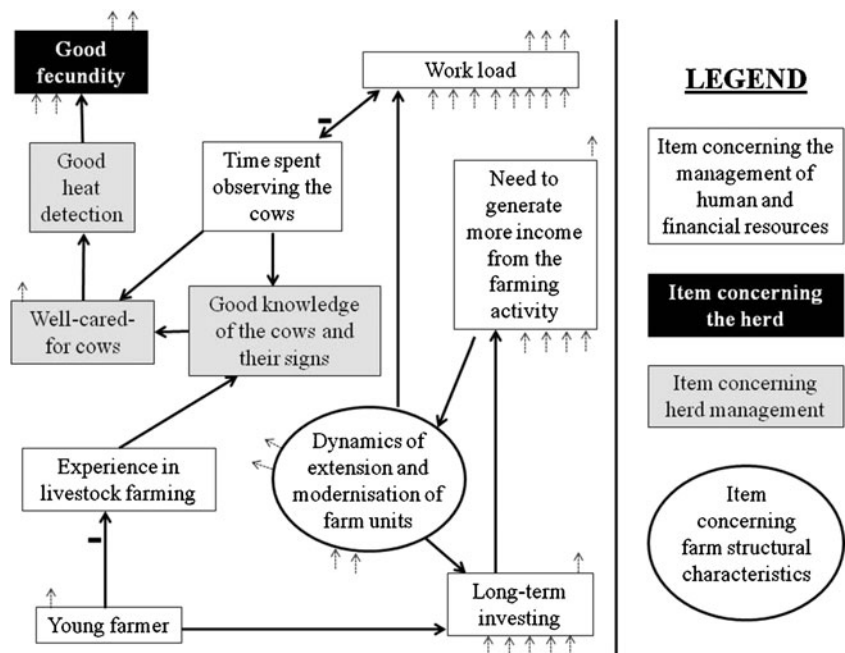 Good
fecundity
Work load
Good
heat
detection
Time spent
observing the
cows
Need to
generate
more income
from the
farming
activity
Well-cared-
for cows
Good knowledge
of the cows and
their signs
Experience in
livestock farming
Dynamics of
extension and
modernisation of
farm units
Young farmer
Long-term
investing
-
-
LEGEND
Item concerning the
management of
human and
financial resources
Item concerning
the herd
Item concerning
herd management
Item
concerning
farm structural
characteristics